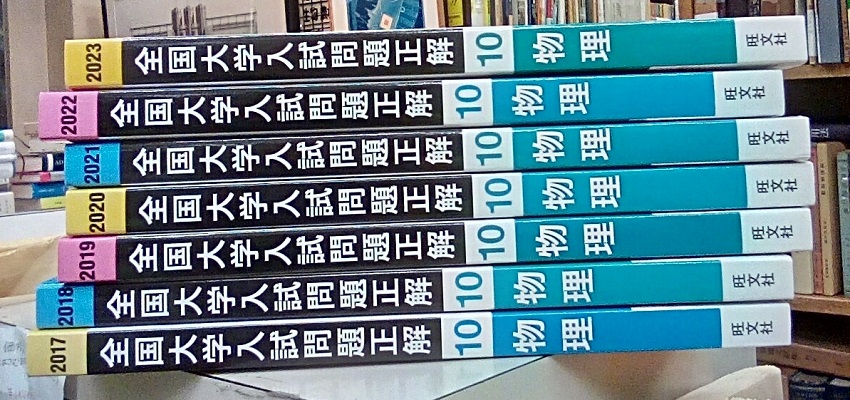 2023 全国大学入試問題正解 10 物理 旺文社
2022 全国大学入試問題正解 10 物理 旺文社
2021 全国大学入試問題正解 10 物理 旺文社
2020 全国大学入試問題正解 10 物理 旺文社
2019 全国大学入試問題正解 10 物理 旺文社
2018 全国大学入試問題正解 10 物理 旺文社
2017 全国大学入試問題正解 10 物理 旺文社